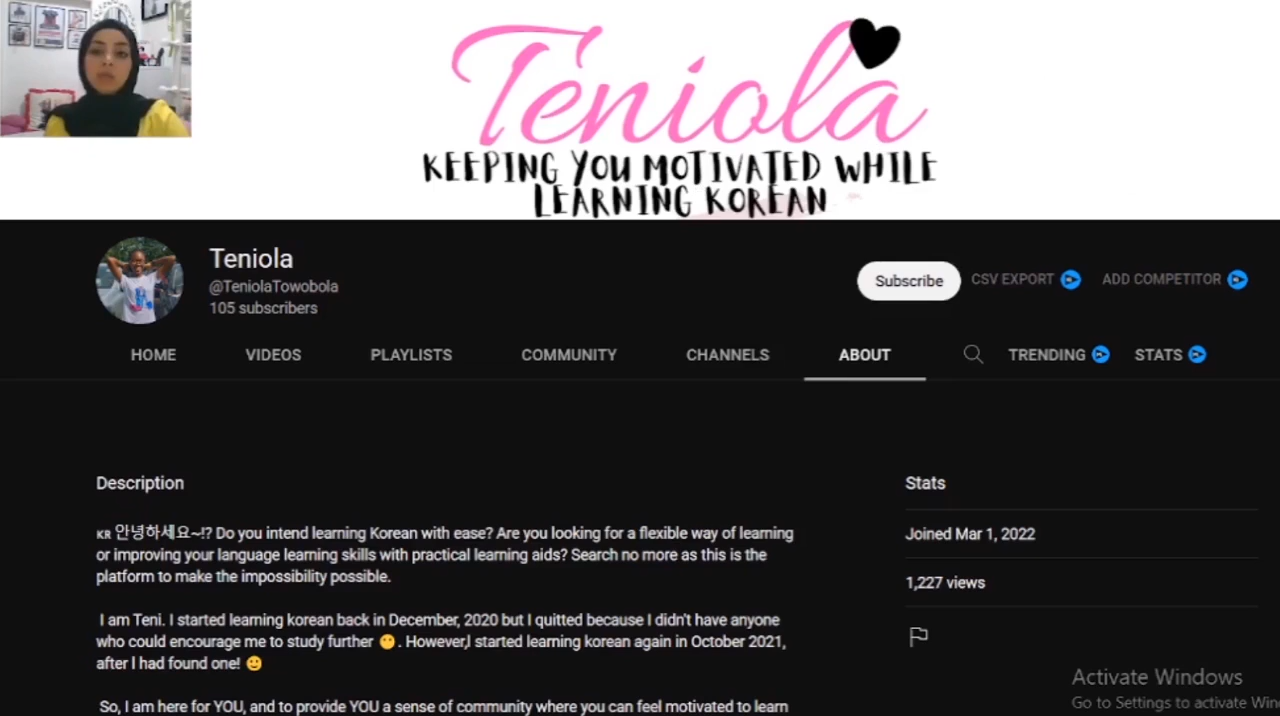 Teniola
KEEPING YOU MOTIVATED WHILE
LEARNING KOREAN
Teniola
@TeniolaTowobola
105 subscribers
Subscribe
CSV EXPORT
ADD COMPETITOR
HOME
VIDEOS
PLAYLISTS
COMMUNITY
CHANNELS
ABOUT
TRENDING
STATS
Description
KR 안녕하세요~!? Do you intend learning Korean with ease? Are you looking for a flexible way of learning
or improving your language learning skills with practical learning aids? Search no more as this is the
platform to make the impossibility possible.
I am Teni. I started learning korean back in December, 2020 but I quitted because I didn't have anyone
who could encourage me to study further 😶. However,I started learning korean again in October 2021,
after I had found one! 🙂
So, I am here for YOU, and to provide YOU a sense of community where you can feel motivated to learn
Stats
Joined Mar 1, 2022
1,227 views
Activate Windows
Go to Settings to activate Win